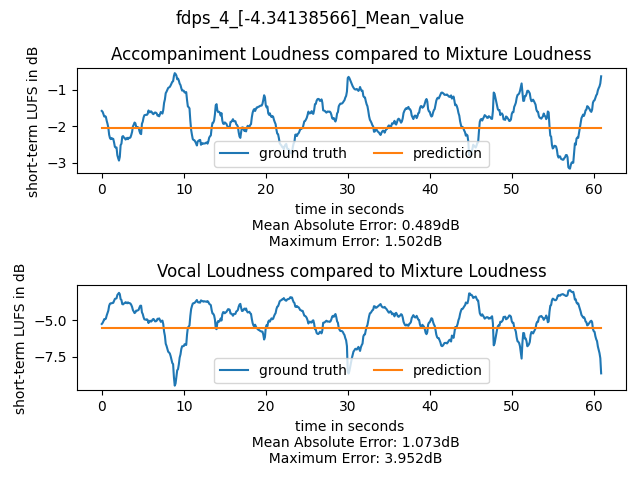 fdps_4_[-4.34138566]_Mean_value
Accompaniment Loudness compared to Mixture Loudness
short-term LUFS in dB
−1
−2
−3
ground truth prediction
0 10 20 30 40 50 60
time in seconds
Mean Absolute Error: 0.489dB
Maximum Error: 1.502dB
Vocal Loudness compared to Mixture Loudness
short-term LUFS in dB
−5.0
−7.5
ground truth prediction
0 10 20 30 40 50 60
time in seconds
Mean Absolute Error: 1.073dB
Maximum Error: 3.952dB